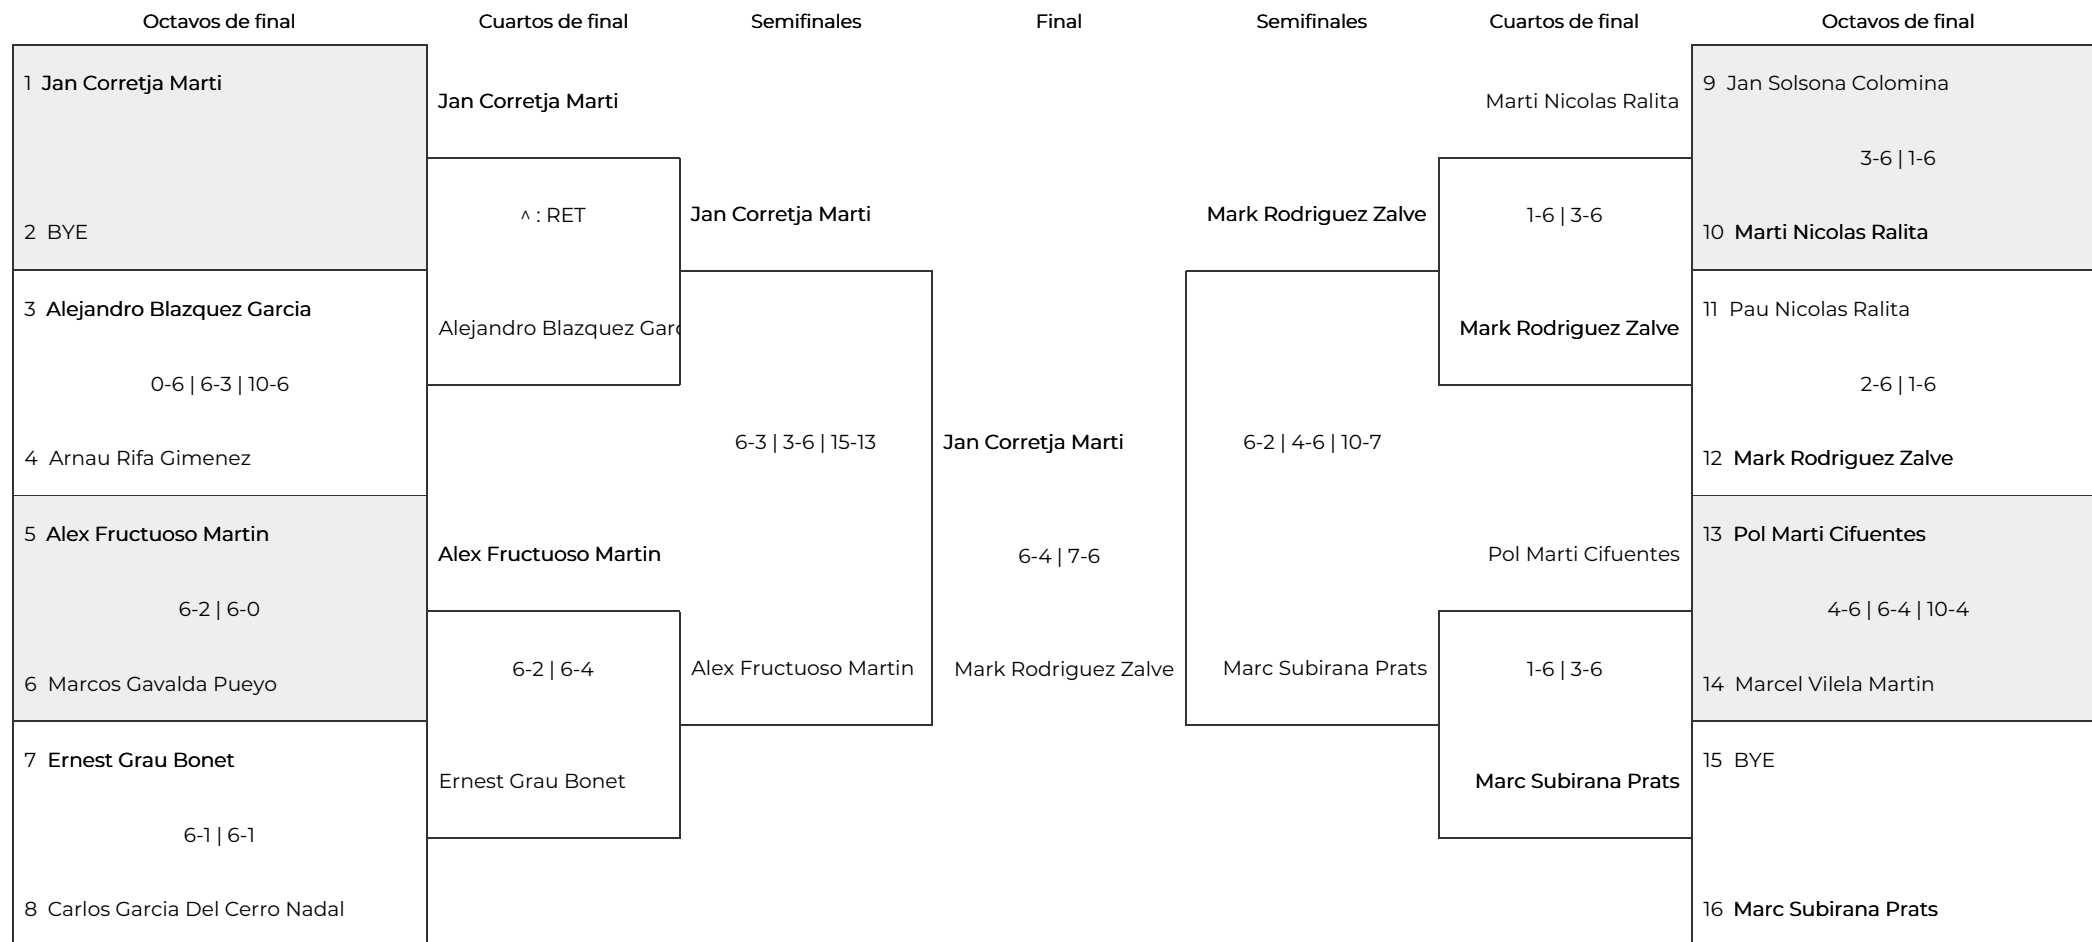 Octavos de final
Cuartos de final
Semifinales
Final
Semifinales
Cuartos de final
Octavos de final
1 Jan Corretja Marti
2 BYE
3 Alejandro Blazquez Garcia
0-6 | 6-3 | 10-6
4 Arnau Rifa Gimenez
5 Alex Fructuoso Martin
6-2 | 6-0
6 Marcos Gavalda Pueyo
7 Ernest Grau Bonet
6-1 | 6-1
8 Carlos Garcia Del Cerro Nadal
Jan Corretja Marti
^ : RET
Alejandro Blazquez Garc
Alex Fructuoso Martin
6-2 | 6-4
Ernest Grau Bonet
Jan Corretja Marti
6-3 | 3-6 | 15-13
Alex Fructuoso Martin
Jan Corretja Marti
6-4 | 7-6
Mark Rodriguez Zalve
Mark Rodriguez Zalve
6-2 | 4-6 | 10-7
Marc Subirana Prats
Marti Nicolas Ralita
1-6 | 3-6
Mark Rodriguez Zalve
Pol Marti Cifuentes
1-6 | 3-6
Marc Subirana Prats
9 Jan Solsona Colomina
3-6 | 1-6
10 Marti Nicolas Ralita
11 Pau Nicolas Ralita
2-6 | 1-6
12 Mark Rodriguez Zalve
13 Pol Marti Cifuentes
4-6 | 6-4 | 10-4
14 Marcel Vilela Martin
15 BYE
16 Marc Subirana Prats